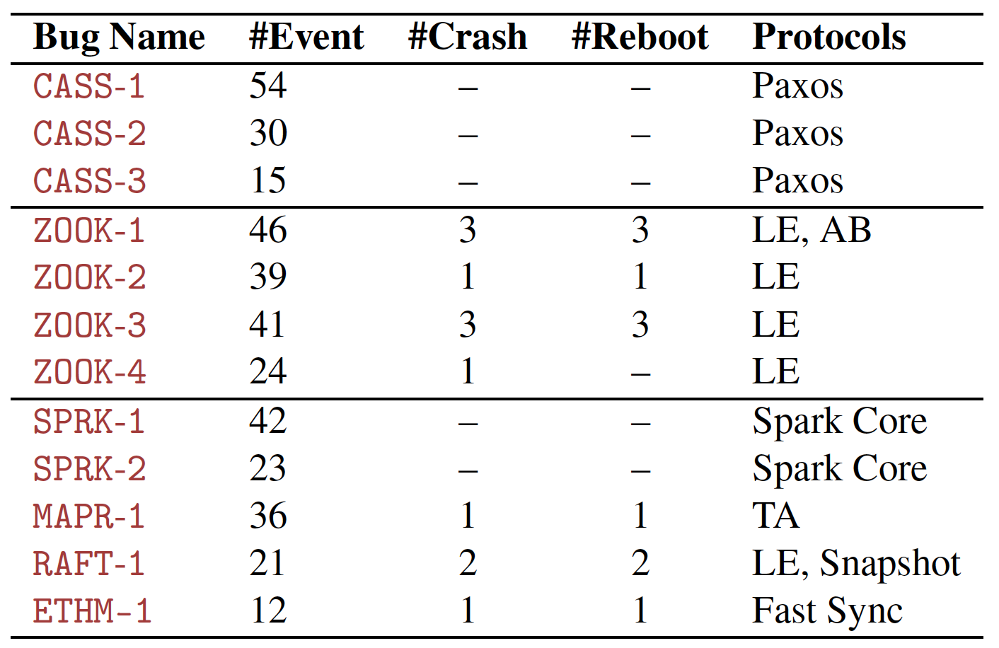 Bug Name #Event #Crash #Reboot Protocols
CASS-1 54 – – Paxos
CASS-2 30 – – Paxos
CASS-3 15 – – Paxos
ZOOK-1 46 3 3 LE, AB
ZOOK-2 39 1 1 LE
ZOOK-3 41 3 3 LE
ZOOK-4 24 1 – LE
SPRK-1 42 – – Spark Core
SPRK-2 23 – – Spark Core
MAPR-1 36 1 1 TA
RAFT-1 21 2 2 LE, Snapshot
ETHM-1 12 1 1 Fast Sync